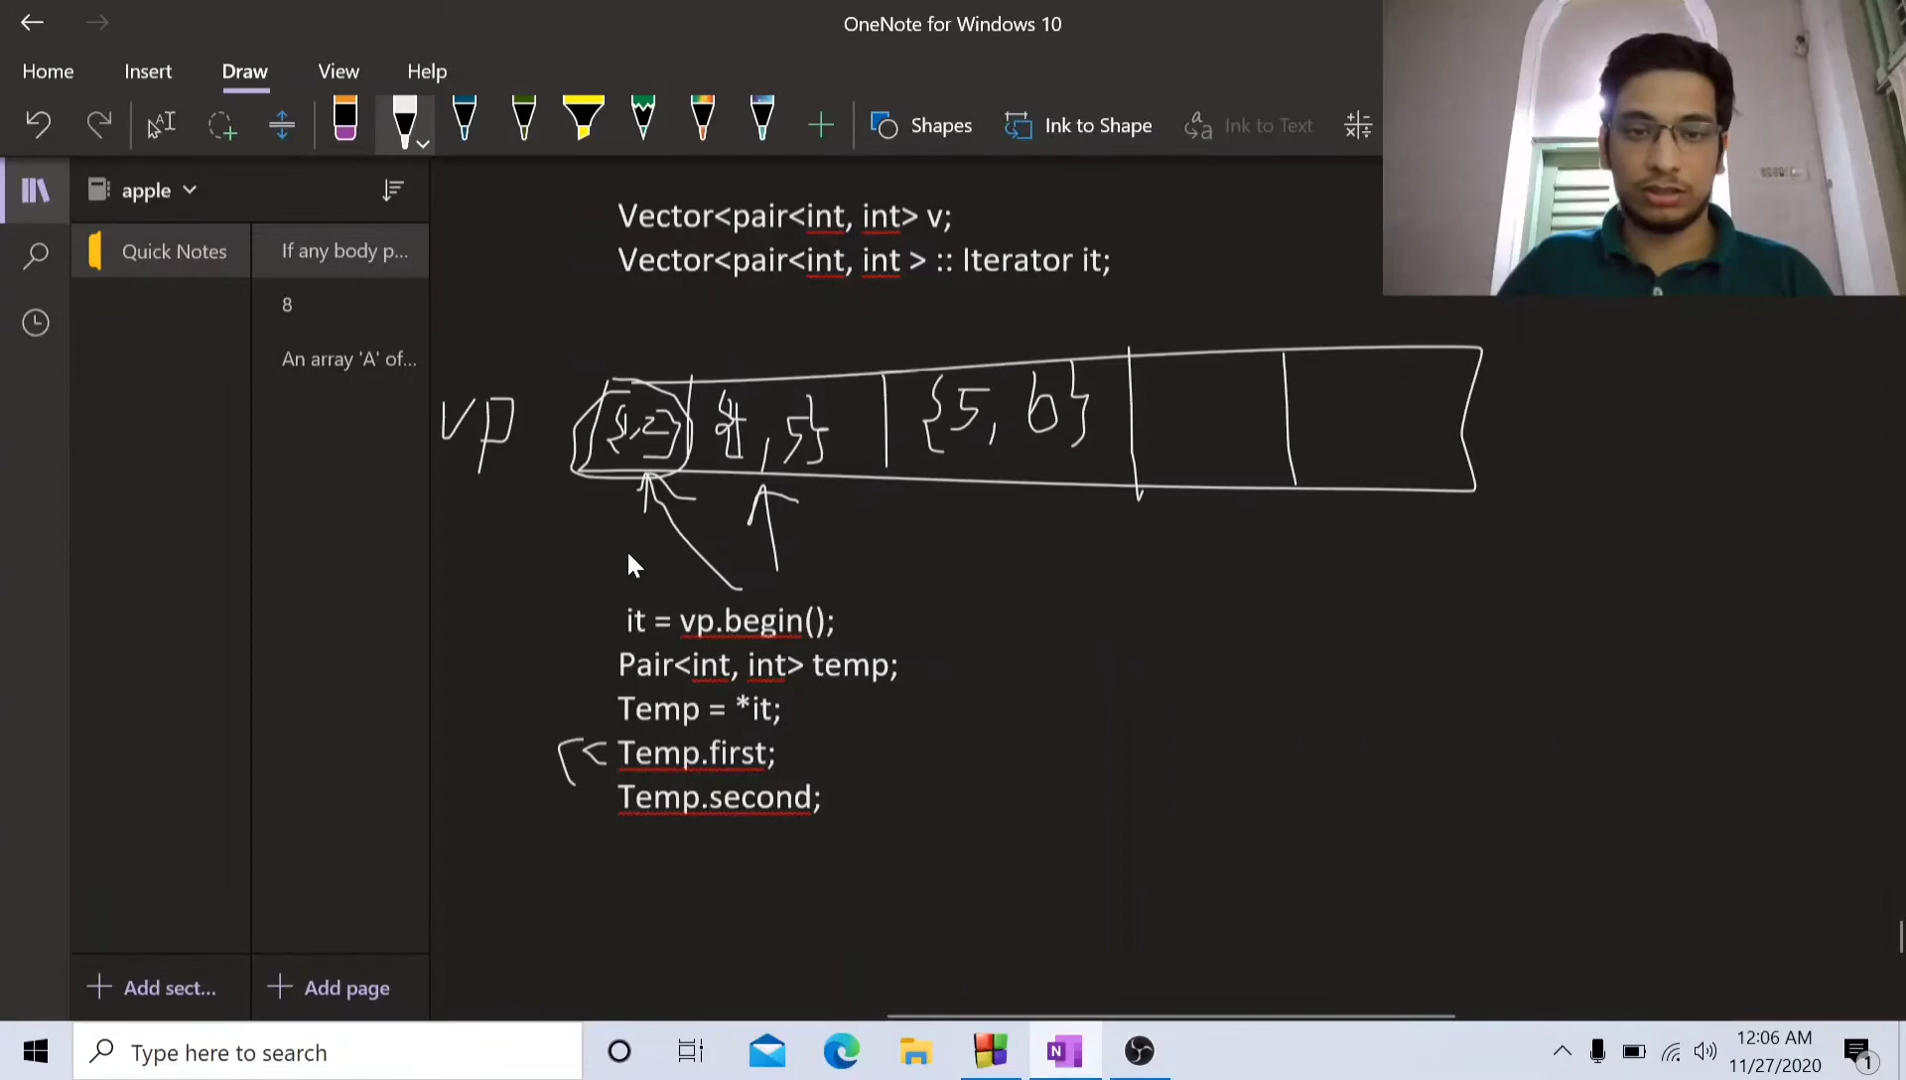 OneNote for Windows 10
Home Insert Draw View Help
Shapes Ink to Shape Ink to Text
apple
Quick Notes
If any body p...
8
An array 'A' of...
Vector<pair<int, int> v;
Vector<pair<int, int > :: Iterator it;
vp {1,2} { , 5} {5, 6}
it = vp.begin();
Pair<int, int> temp;
Temp = *it;
Temp.first;
Temp.second;
Add sect... Add page
Type here to search
12:06 AM
11/27/2020
1